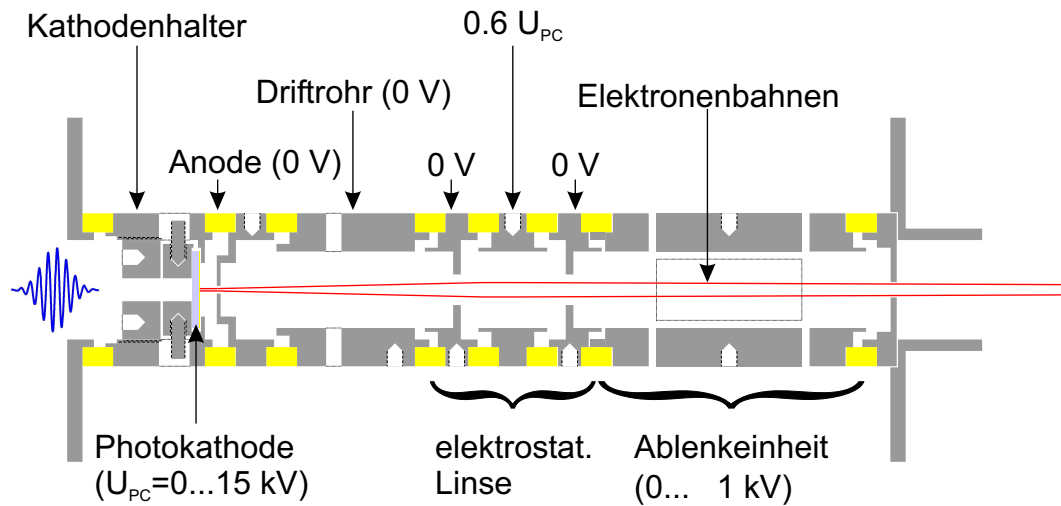 Kathodenhalter
0.6 U_PC
Driftrohr (0 V)
Elektronenbahnen
Anode (0 V)
0 V
0 V
Photokathode
(U_PC=0...15 kV)
elektrostat.
Linse
Ablenkeinheit
(0... 1 kV)